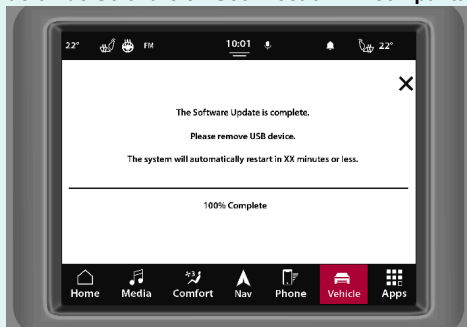 22°
FM
10:01
22°
The Software Update is complete.
Please remove USB device.
The system will automatically restart in XX minutes or less.
100% Complete
Home Media Comfort Nav Phone Vehicle Apps